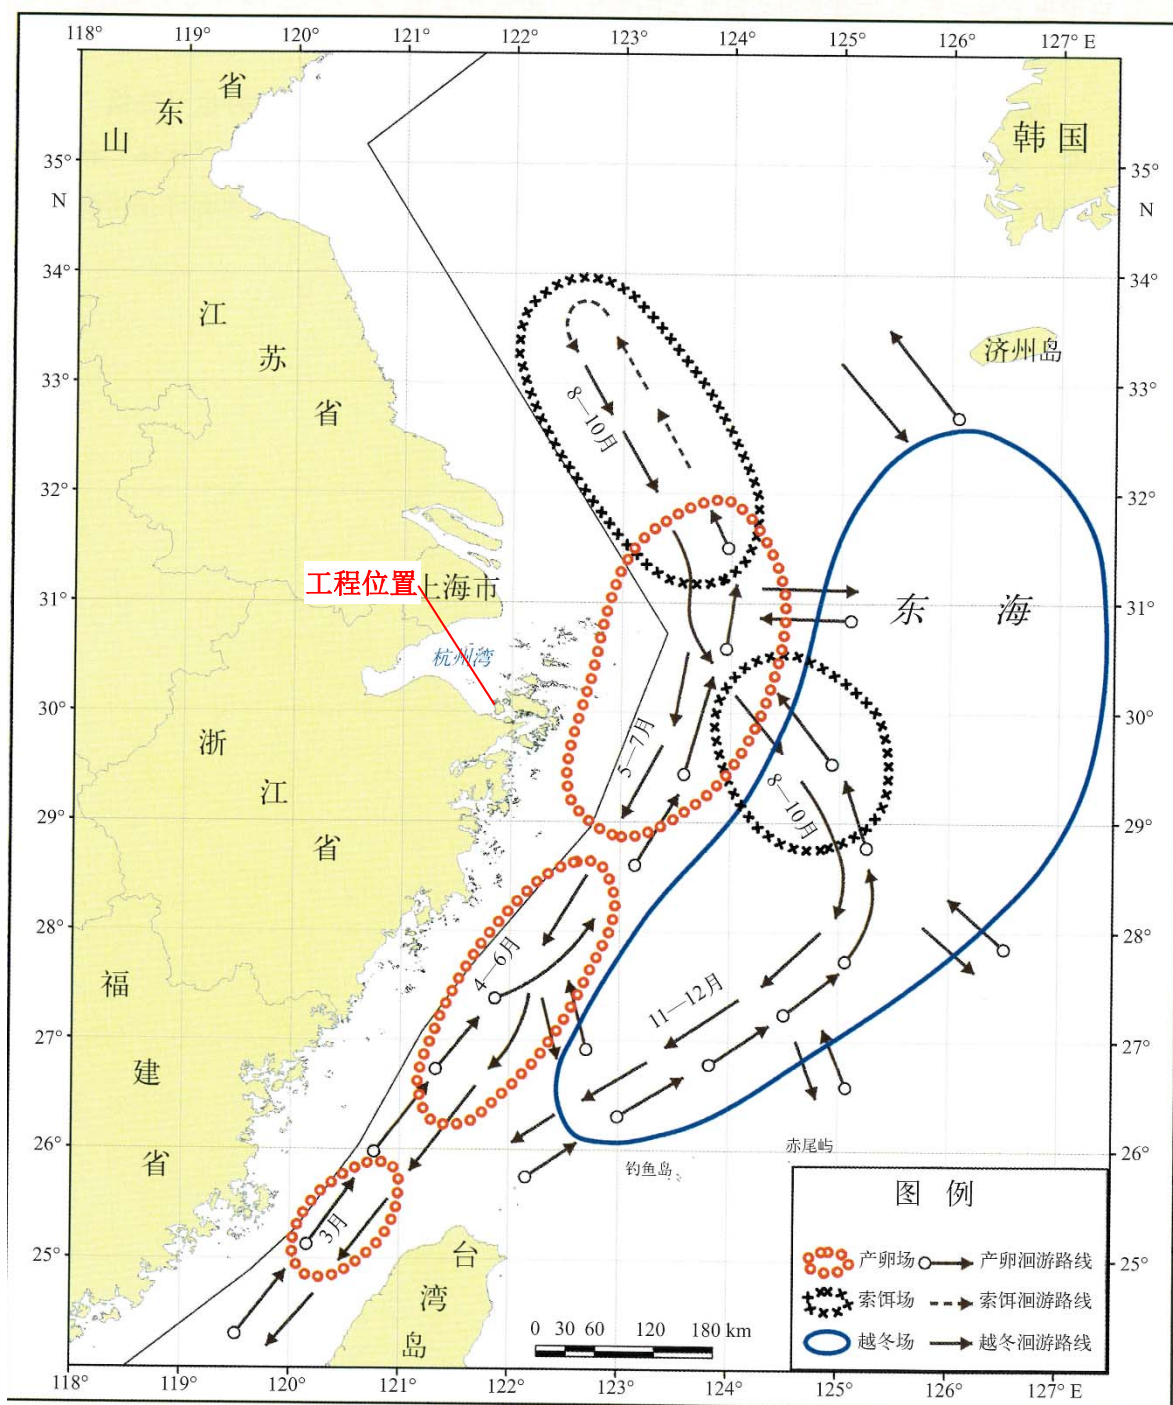 118° 119° 120° 121° 122° 123° 124° 125° 126° 127° E
山 东 省
韩 国
35°
N
35°
N
34°
34°
江 苏 省
济州岛
33°
33°
8—10月
32°
32°
工程位置
上海市
31°
31°
东 海
杭州湾
30°
30°
浙 江 省
5—7月
8—10月
29°
29°
28°
28°
福 建 省
4—6月
11—12月
27°
27°
26°
26°
赤尾屿
钓鱼岛
3月
25°
25°
台 湾 岛
图 例
产卵场 产卵洄游路线
索饵场 索饵洄游路线
越冬场 越冬洄游路线
0 30 60 120 180 km
118° 119° 120° 121° 122° 123° 124° 125° 126° 127° E